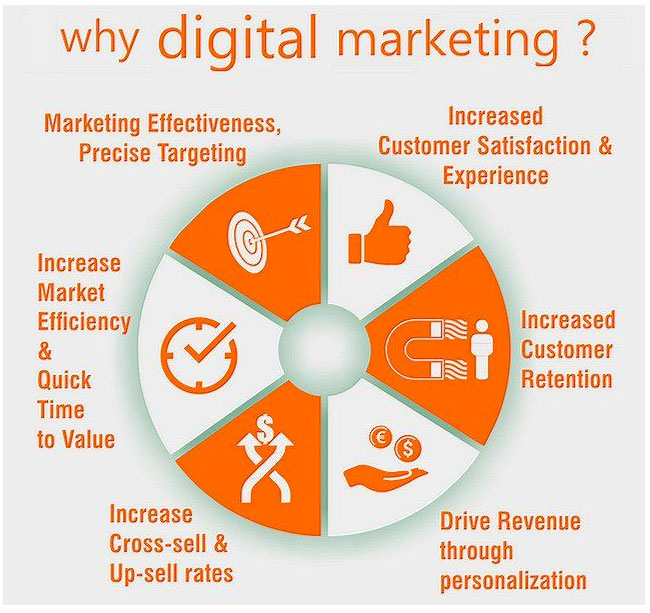 why digital marketing ?
Marketing Effectiveness,
Precise Targeting
Increased
Customer Satisfaction &
Experience
Increase
Market
Efficiency
&
Quick
Time
to Value
Increased
Customer
Retention
€ $
$
Increase
Cross-sell &
Up-sell rates
Drive Revenue
through
personalization